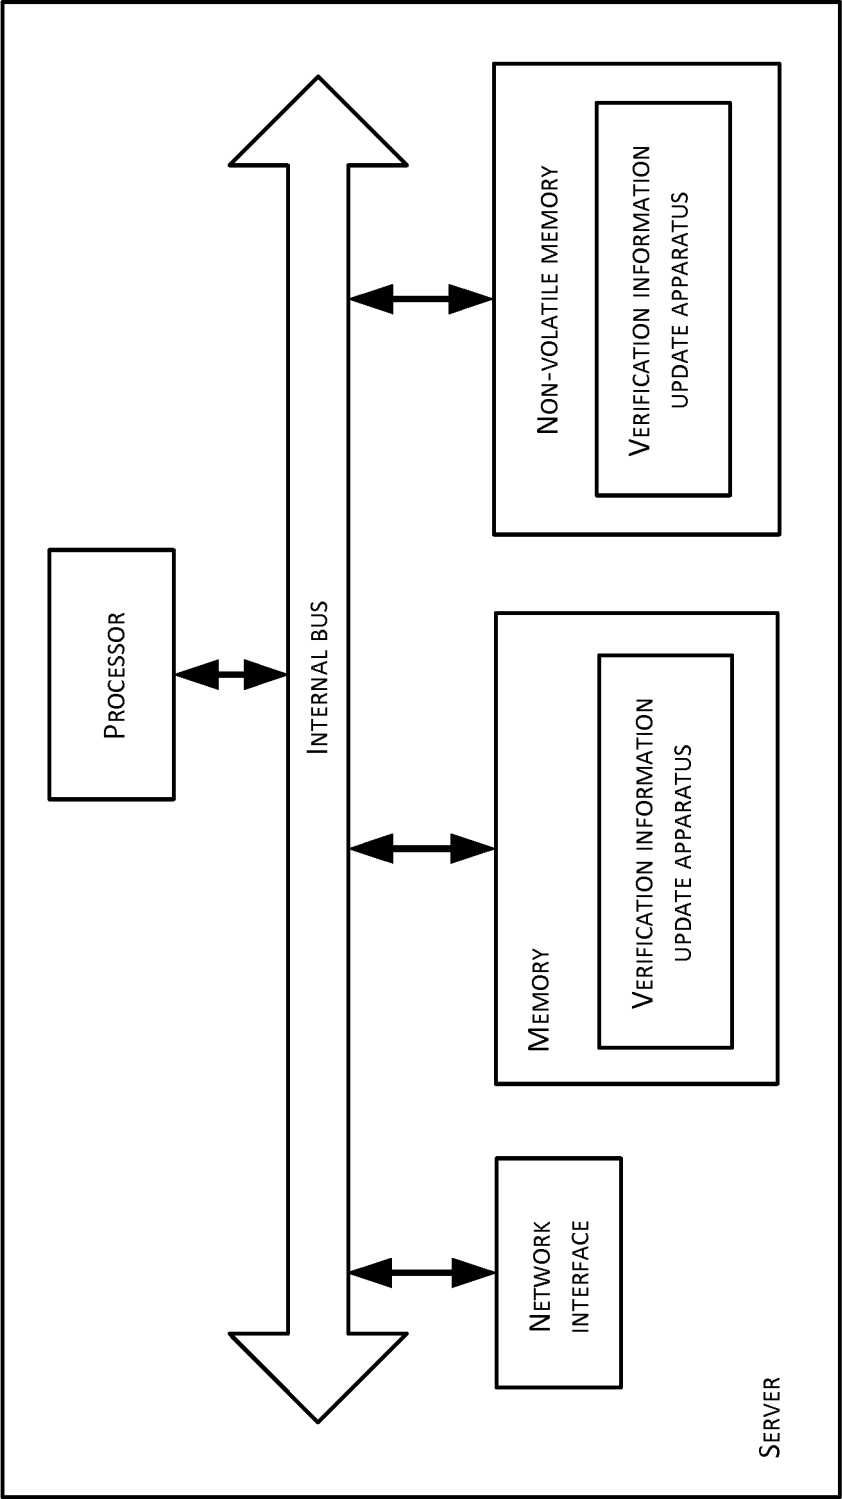 PROCESSOR
INTERNAL BUS
NETWORK
INTERFACE
MEMORY
VERIFICATION INFORMATION
UPDATE APPARATUS
NON-VOLATILE MEMORY
VERIFICATION INFORMATION
UPDATE APPARATUS
SERVER